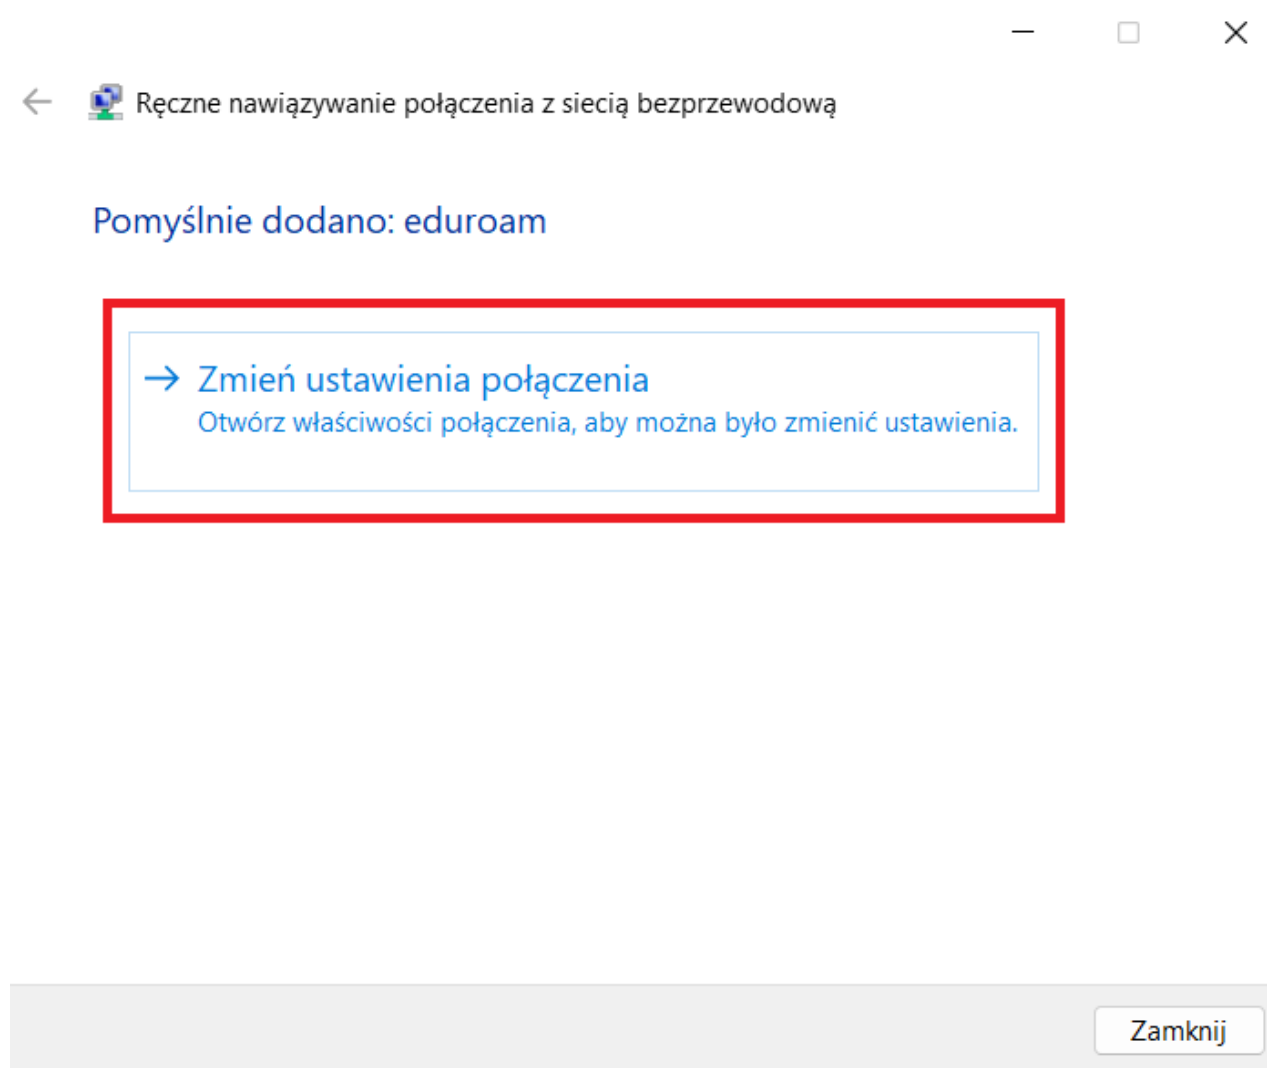 Ręczne nawiązywanie połączenia z siecią bezprzewodową
Pomyślnie dodano: eduroam
Zmień ustawienia połączenia
Otwórz właściwości połączenia, aby można było zmienić ustawienia.
Zamknij